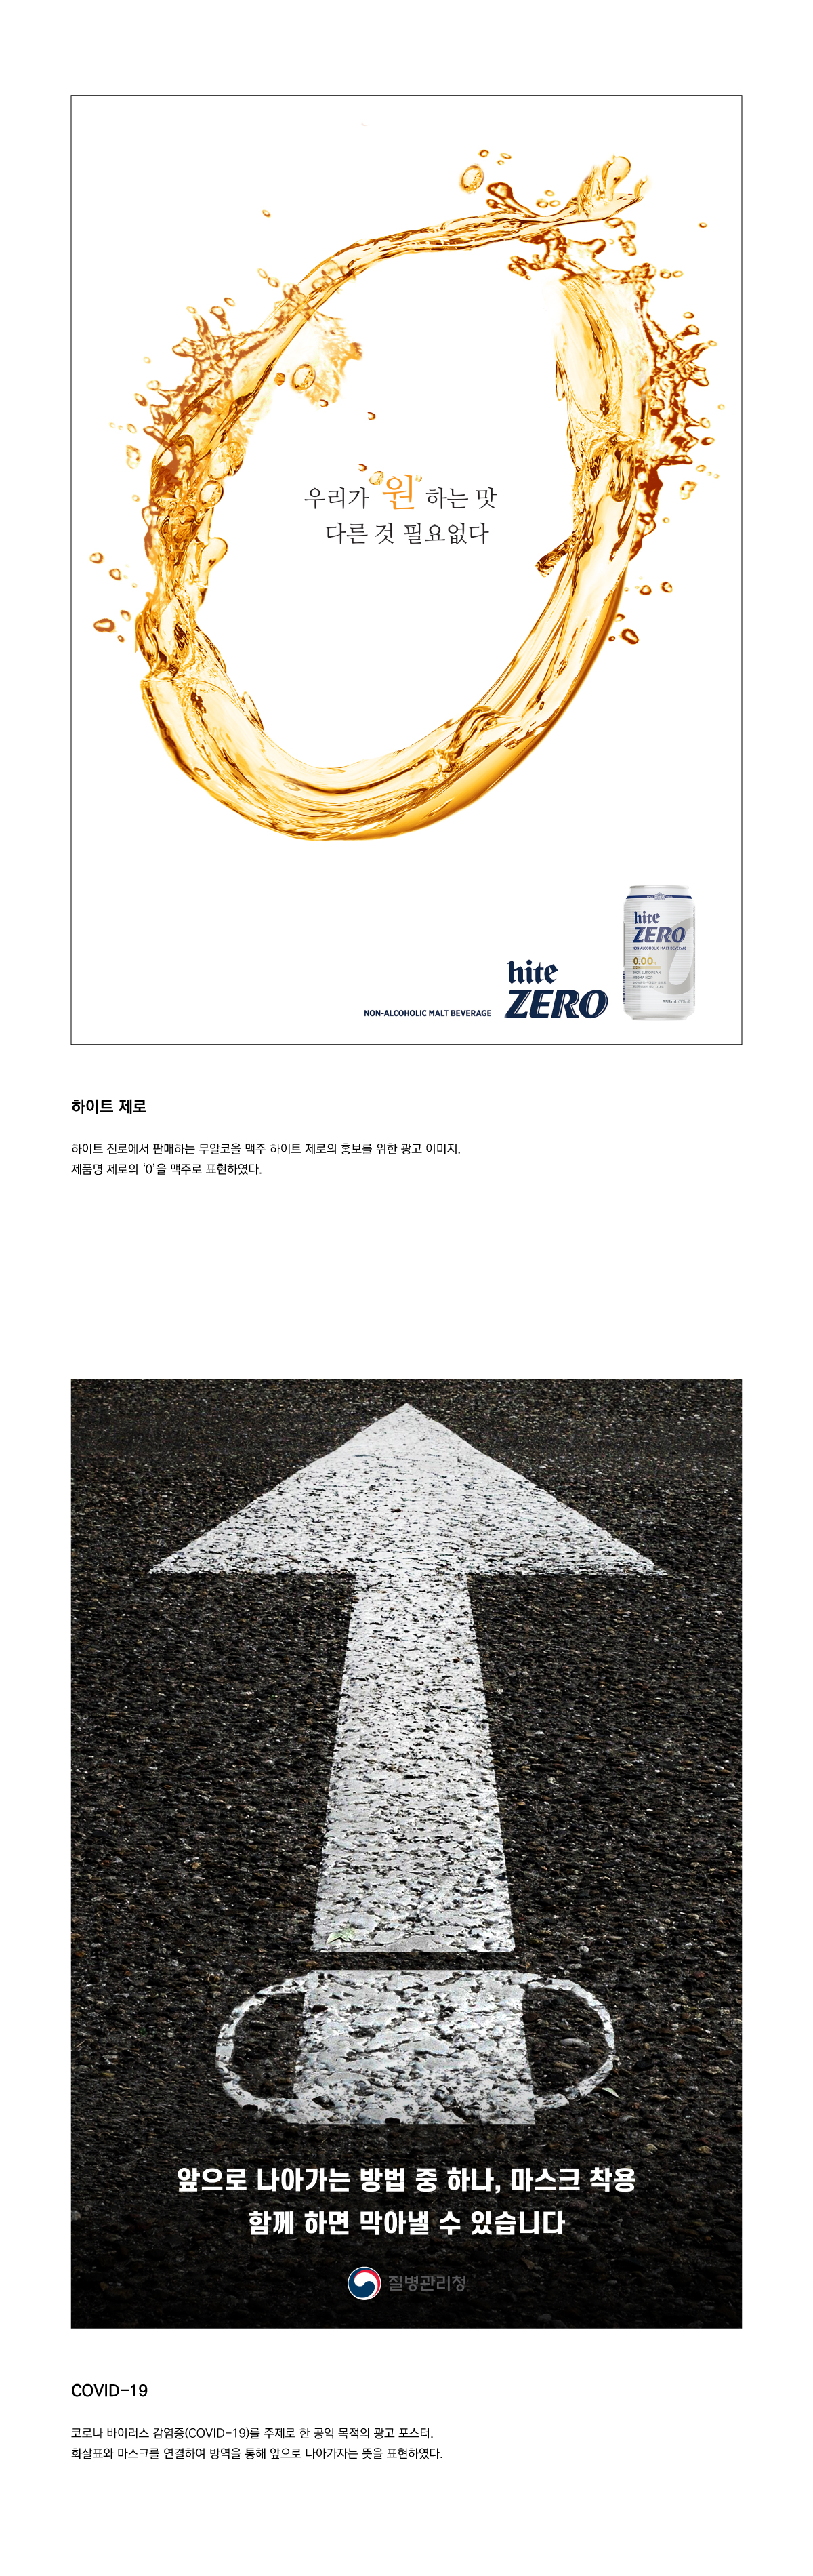 우리가 '원' 하는 맛
다른 것 필요없다
hite
ZERO
NON-ALCOHOLIC MALT BEVERAGE
0.00
NON-ALCOHOLIC MALT BEVERAGE
hite
ZERO
하이트 제로
하이트 진로에서 판매하는 무알코올 맥주 하이트 제로의 홍보를 위한 광고 이미지.
제품명 제로의 ‘0’을 맥주로 표현하였다.
앞으로 나아가는 방법 중 하나, 마스크 착용
함께 하면 막아낼 수 있습니다
질병관리청
COVID-19
코로나 바이러스 감염증(COVID-19)를 주제로 한 공익 목적의 광고 포스터.
화살표와 마스크를 연결하여 방역을 통해 앞으로 나아가자는 뜻을 표현하였다.